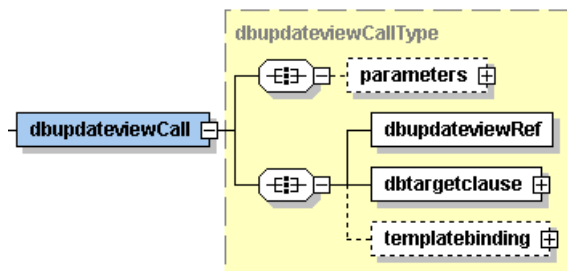 dbupdateviewCallType
parameters
dbupdateviewCall
dbupdateviewRef
dbtargetclause
templatebinding